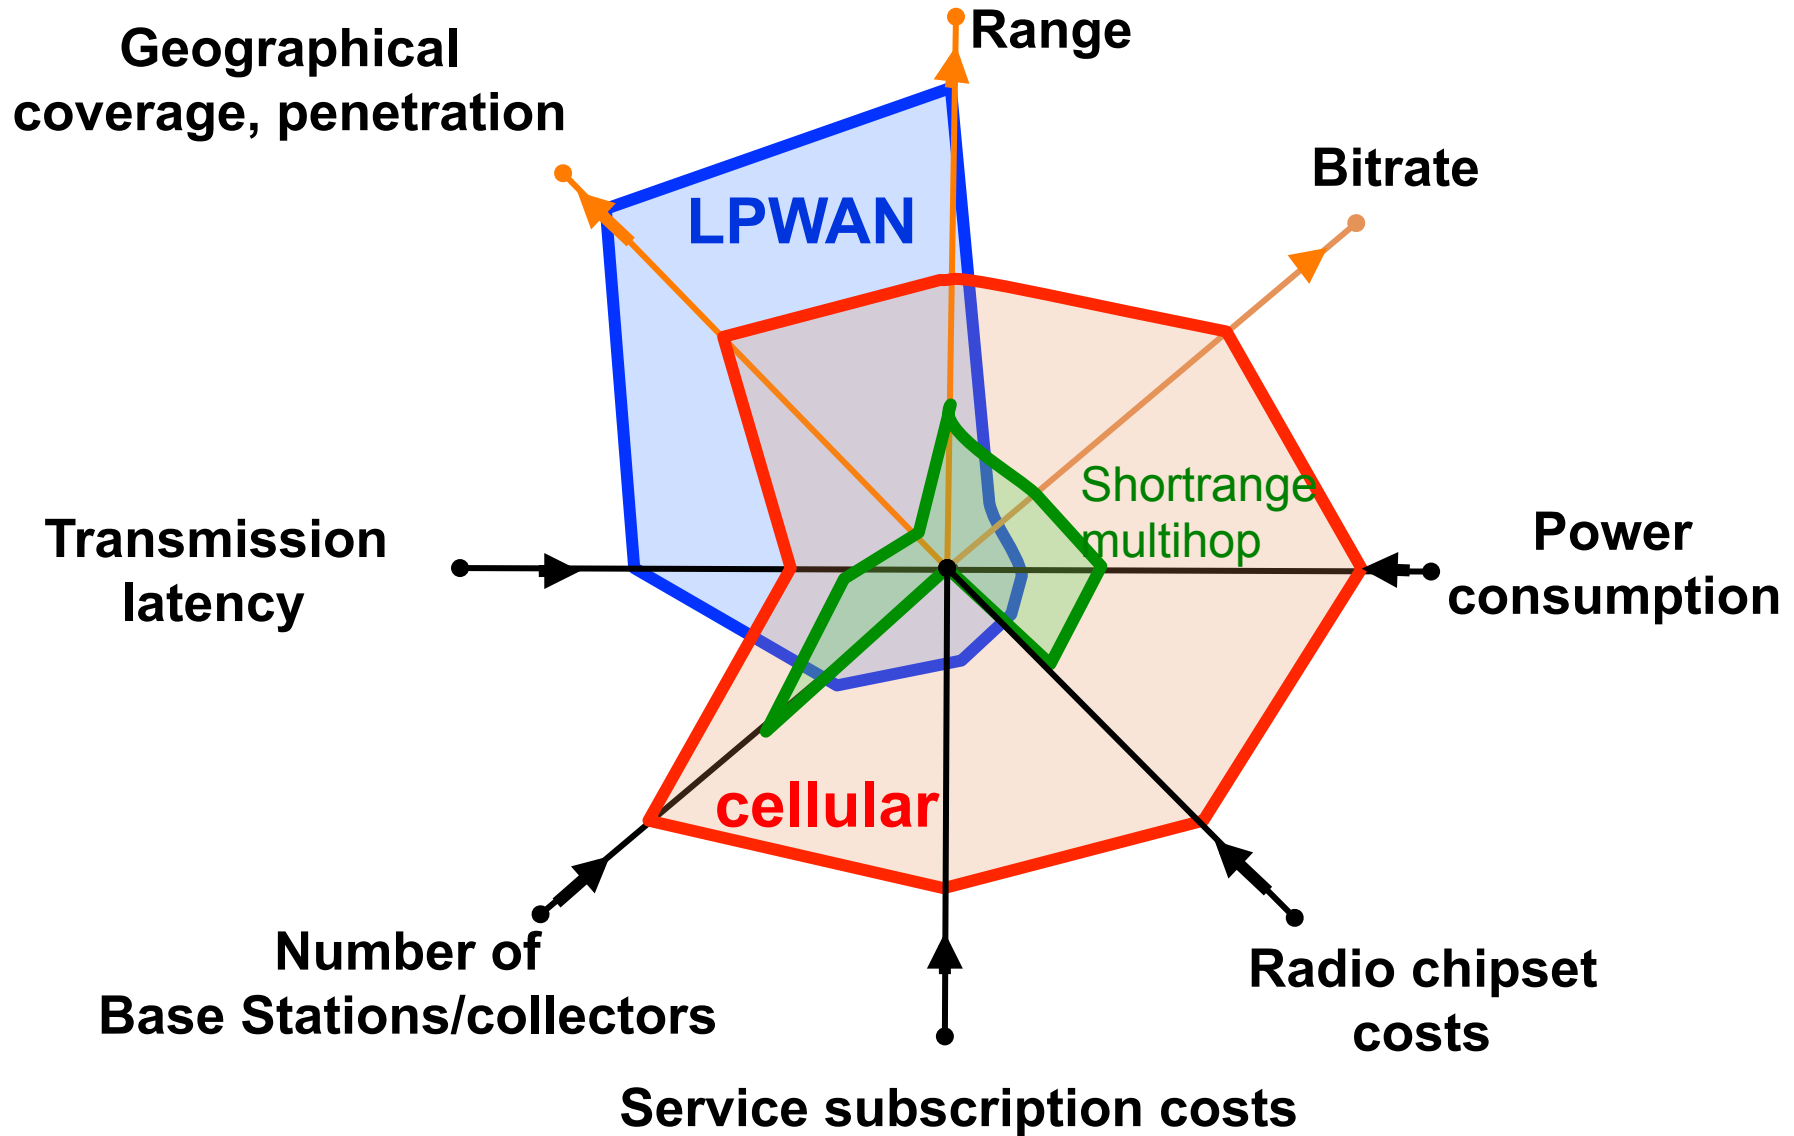 Range
Geographical
coverage, penetration
Bitrate
LPWAN
Shortrange
multihop
Transmission
latency
Power
consumption
cellular
Number of
Base Stations/collectors
Radio chipset
costs
Service subscription costs